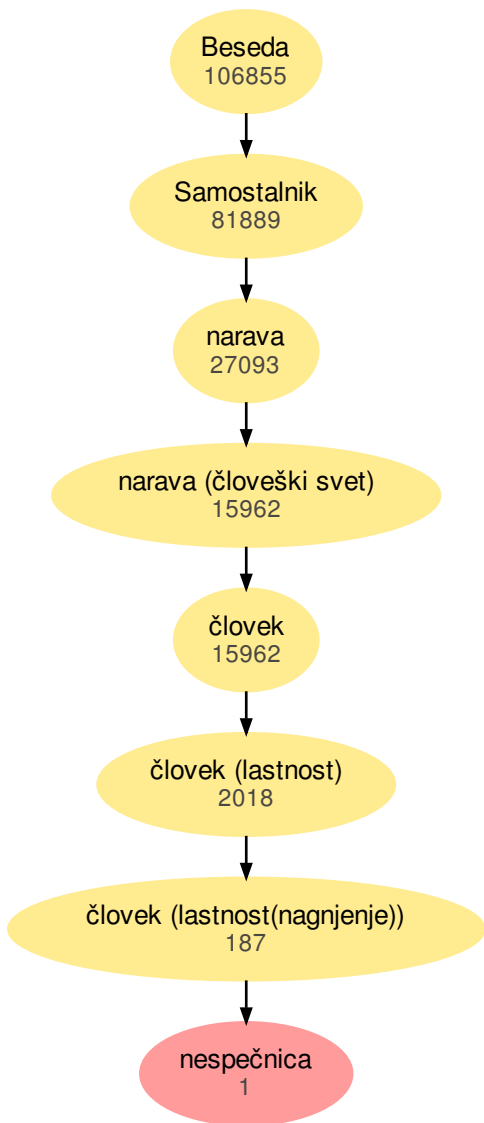 Beseda
106855
Samostalnik
81889
narava
27093
narava (človeški svet)
15962
človek
15962
človek (lastnost)
2018
človek (lastnost(nagnjenje))
187
nespečnica
1